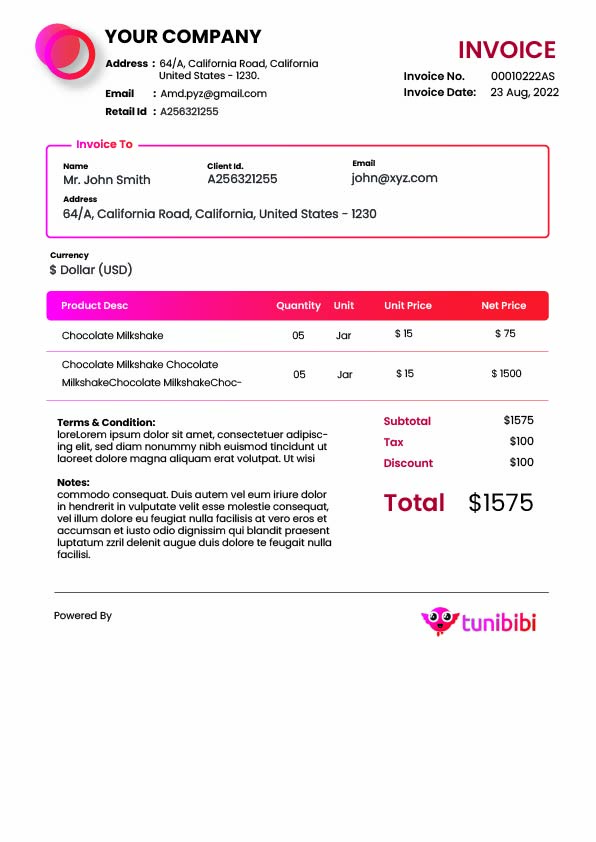 YOUR COMPANY
Address : 64/A, California Road, California
United States - 1230.
Email : Amd.pyz@gmail.com
Retail Id : A256321255
INVOICE
Invoice No. 00010222AS
Invoice Date: 23 Aug, 2022
Invoice To
Name Client Id. Email
Mr. John Smith A256321255 john@xyz.com
Address
64/A, California Road, California, United States - 1230
Currency
$ Dollar (USD)
Product Desc Quantity Unit Unit Price Net Price
Chocolate Milkshake 05 Jar $ 15 $ 75
Chocolate Milkshake Chocolate
MilkshakeChocolate MilkshakeChoc- 05 Jar $ 15 $ 1500
Terms & Condition:
loreLorem ipsum dolor sit amet, consectetuer adipisc-
ing elit, sed diam nonummy nibh euismod tincidunt ut
laoreet dolore magna aliquam erat volutpat. Ut wisi
Notes:
commodo consequat. Duis autem vel eum iriure dolor
in hendrerit in vulputate velit esse molestie consequat,
vel illum dolore eu feugiat nulla facilisis at vero eros et
accumsan et iusto odio dignissim qui blandit praesent
luptatum zzril delenit augue duis dolore te feugait nulla
facilisi.
Subtotal $1575
Tax $100
Discount $100
Total $1575
Powered By
tunibibi